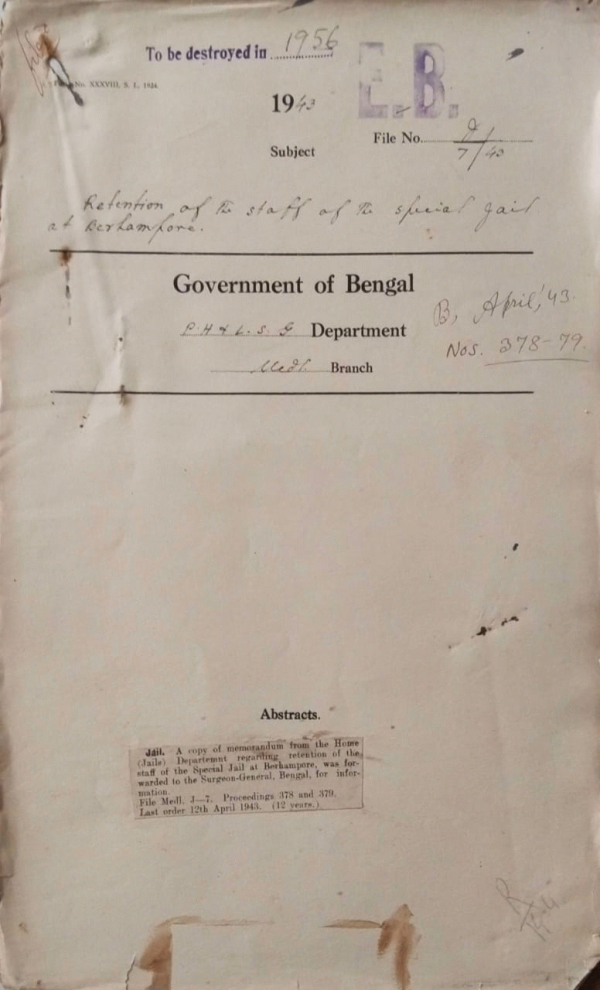 To be destroyed in 1956
No. XXXVIII, S. I., 1924
E.B.
1943
File No. J/7/43
Subject
Retention of the staff of the special jail
at Berhampore.
Government of Bengal
P. H & L. S. G Department
Medl. Branch
B, April,'43.
Nos. 378-79.
Abstracts.
Jail. A copy of memorandum from the Home
(Jails) Departemnt regarding retention of the
staff of the Special Jail at Berhampore, was for-
warded to the Surgeon-General, Bengal, for infor-
mation.
File Medl. J—7. Proceedings 378 and 379.
Last order 12th April 1943. (12 years.)